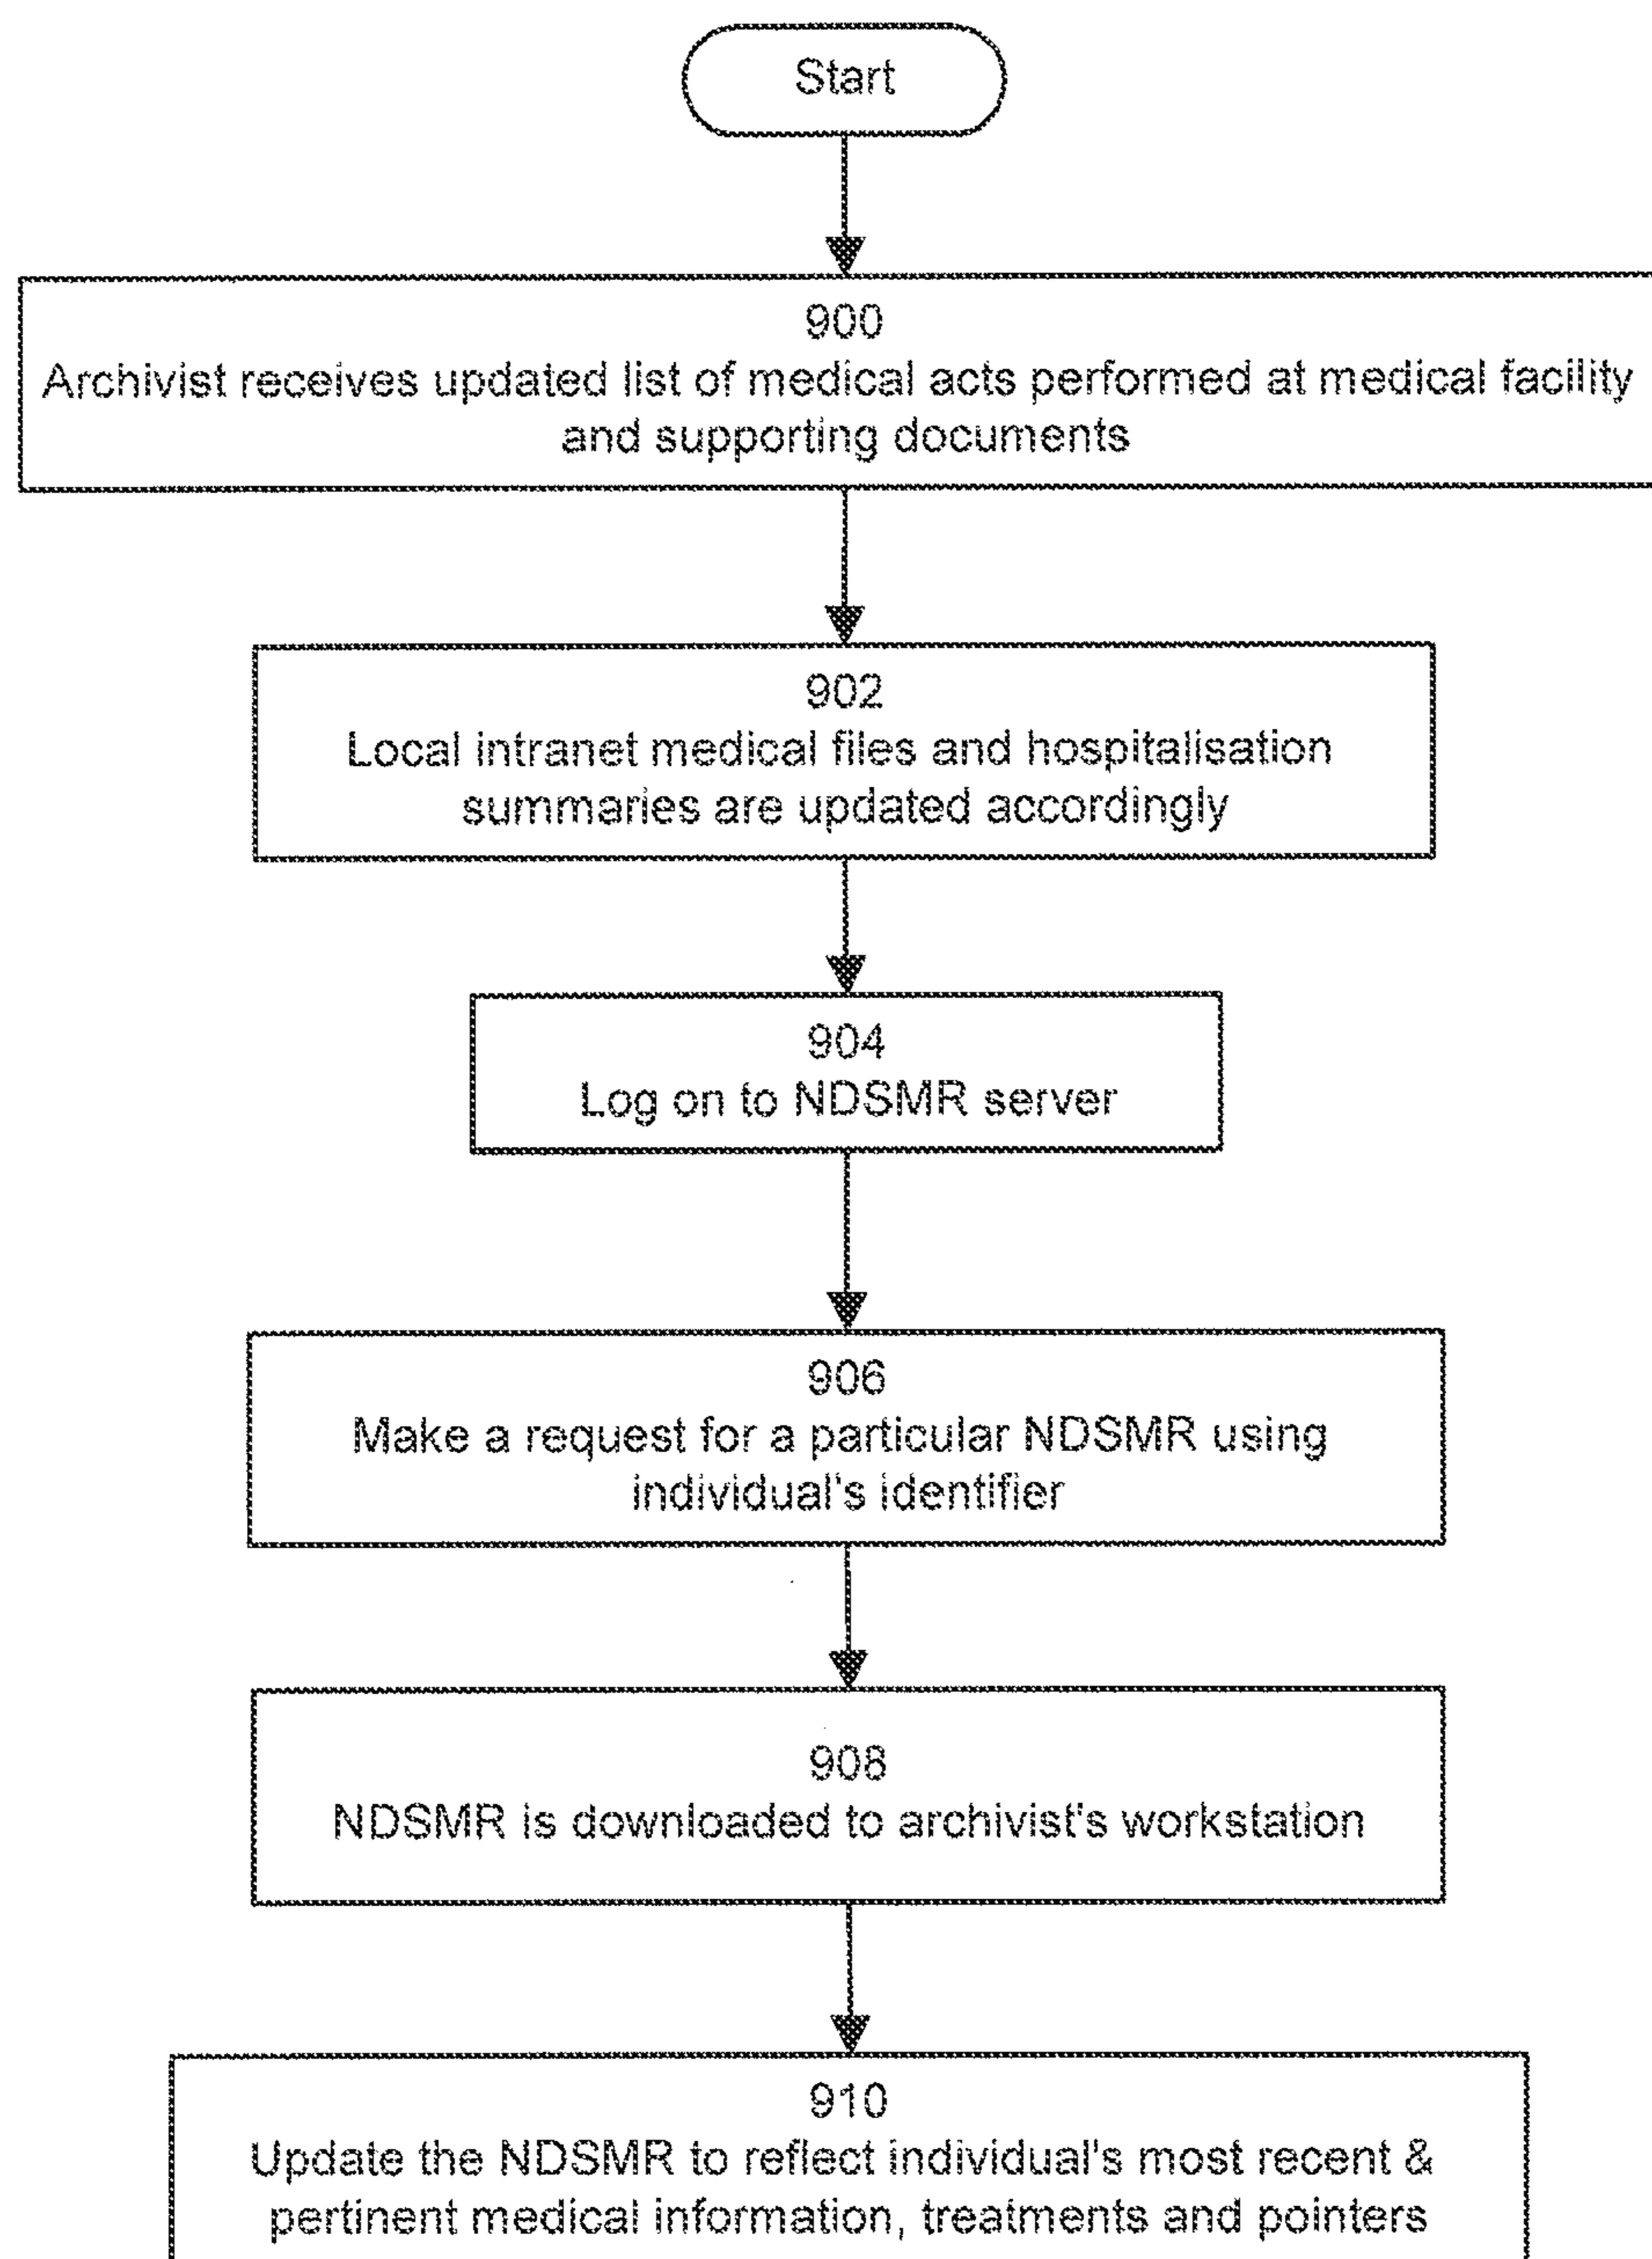 Start
900
Archivist receives updated list of medical acts performed at medical facility
and supporting documents
902
Local intranet medical files and hospitalisation
summaries are updated accordingly
904
Log on to NDSMR server
906
Make a request for a particular NDSMR using
individual's identifier
908
NDSMR is downloaded to archivist's workstation
910
Update the NDSMR to reflect individual's most recent &
pertinent medical information, treatments and pointers